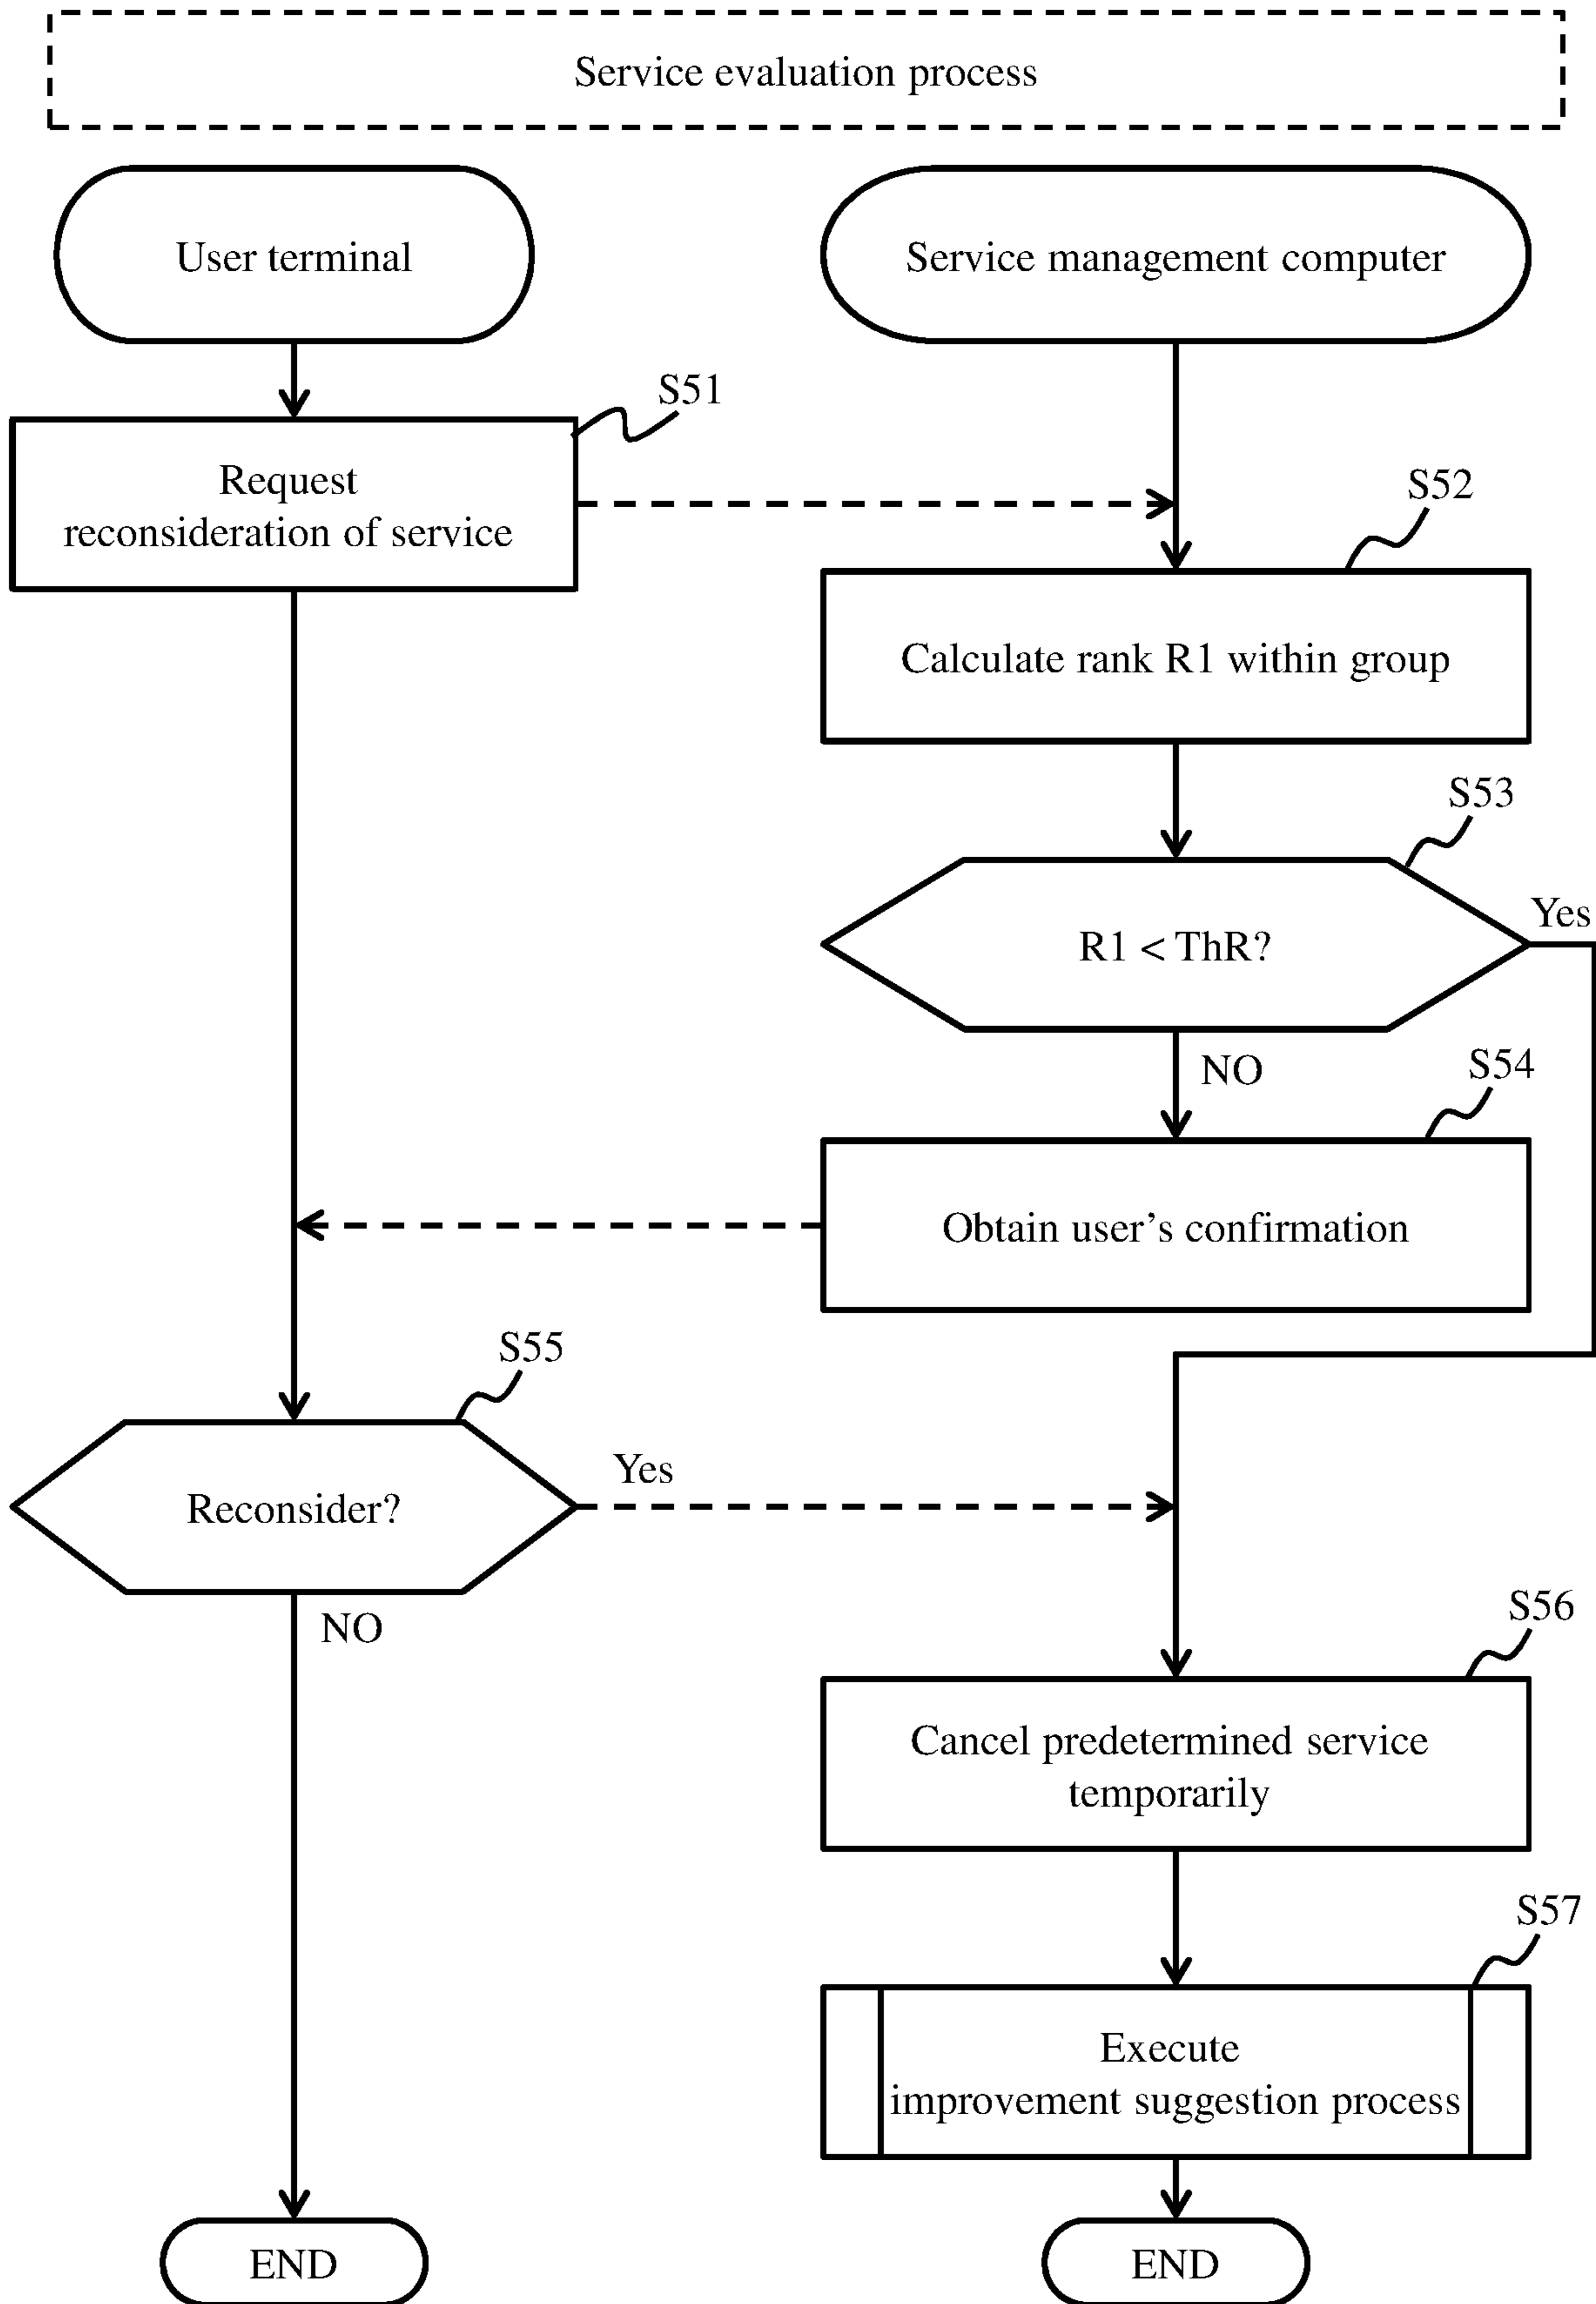 Service evaluation process
User terminal
Service management computer
S51
Request
reconsideration of service
S52
Calculate rank R1 within group
S53
R1 < ThR?
Yes
NO
S54
Obtain user's confirmation
S55
Reconsider?
Yes
NO
S56
Cancel predetermined service
temporarily
S57
Execute
improvement suggestion process
END
END